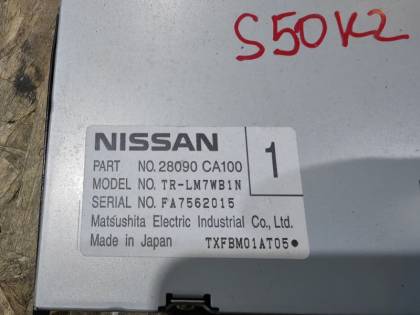 S50K2
NISSAN
PART NO. 28090 CA100
1
MODEL NO. TR-LM7WB1N
SERIAL NO. FA7562015
Matsushita Electric Industrial Co., Ltd.
Made in Japan TXFBM01AT05●